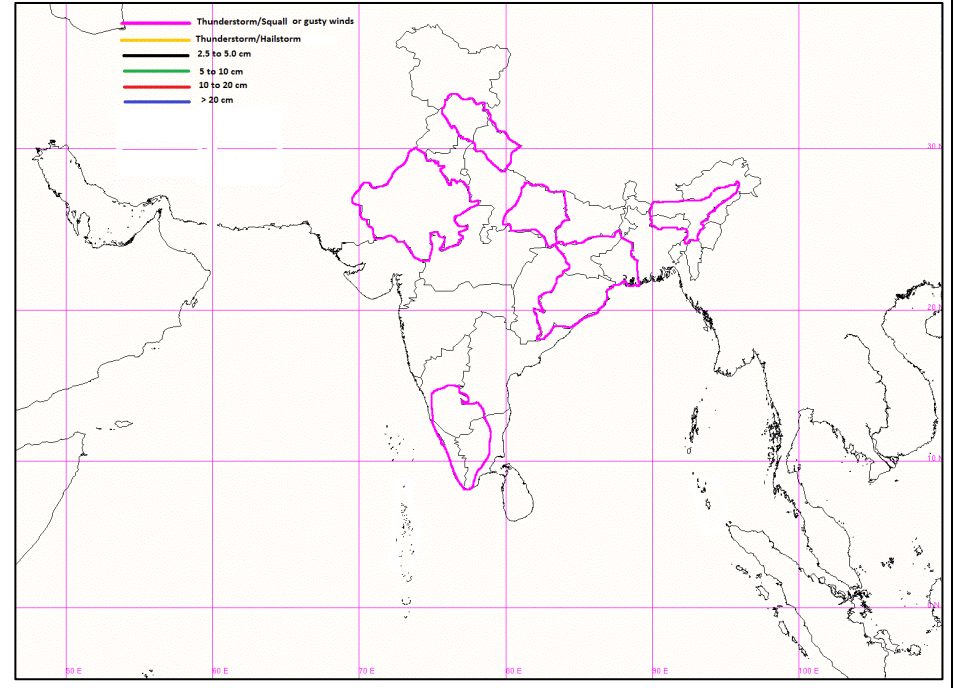 Thunderstorm/Squall or gusty winds
Thunderstorm/Hailstorm
2.5 to 5.0 cm
5 to 10 cm
10 to 20 cm
> 20 cm
30 N
20 N
10 N
60 E
70 E
80 E
90 E
100 E